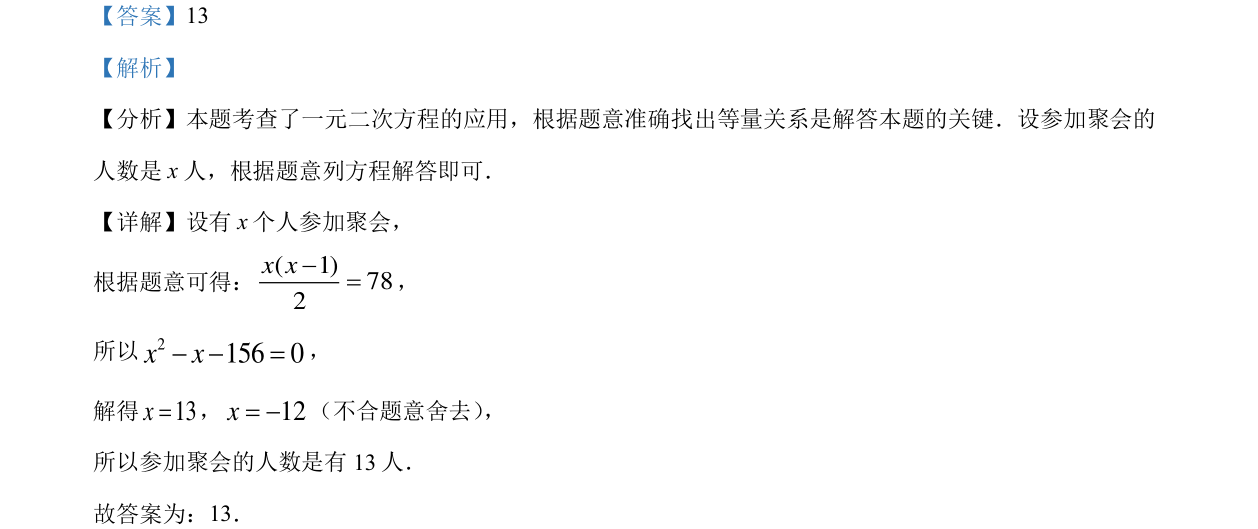 【答案】13
【解析】
【分析】本题考查了一元二次方程的应用，根据题意准确找出等量关系是解答本题的关键．设参加聚会的
人数是 x 人，根据题意列方程解答即可．
【详解】设有 x 个人参加聚会，
根据题意可得：x(x−1)/2 = 78，
所以 x² − x − 156 = 0，
解得 x = 13， x = −12（不合题意舍去），
所以参加聚会的人数是有 13 人．
故答案为：13．